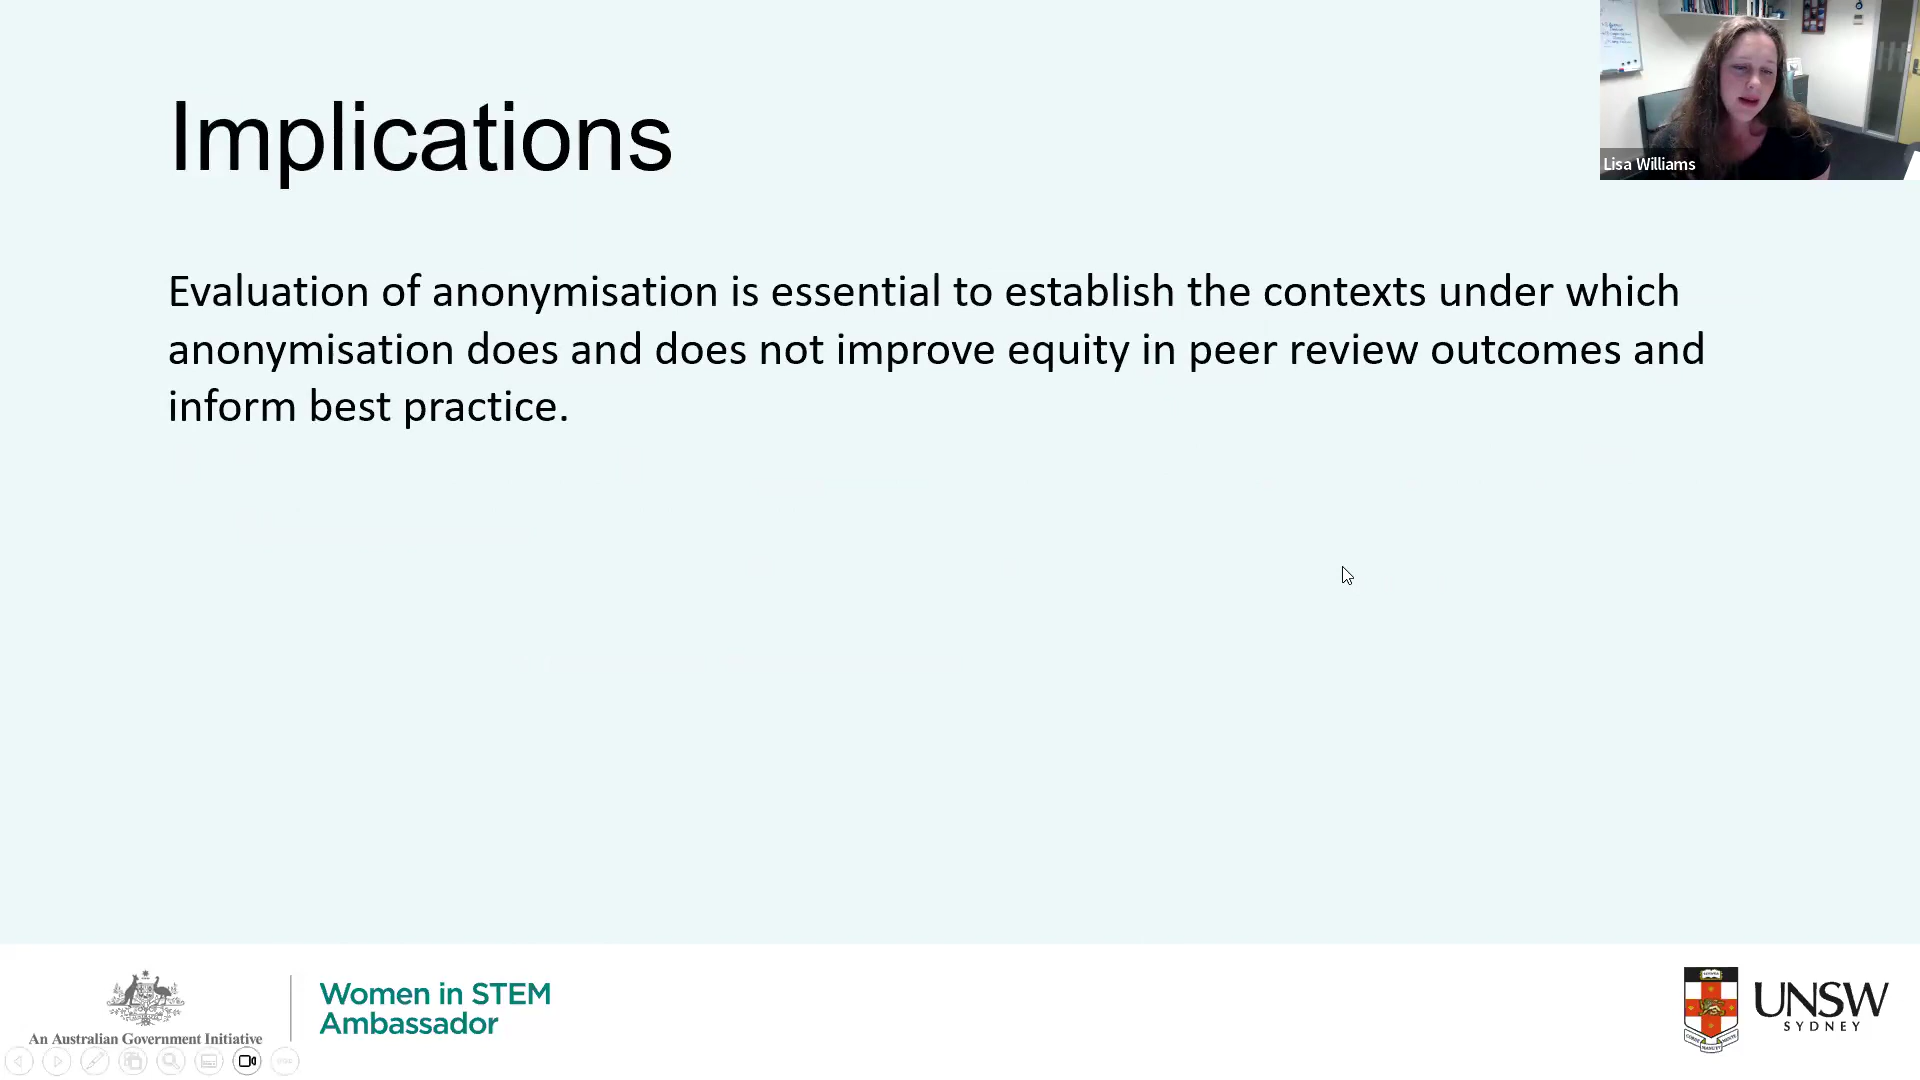 Implications
Lisa Williams
Evaluation of anonymisation is essential to establish the contexts under which
anonymisation does and does not improve equity in peer review outcomes and
inform best practice.
An Australian Government Initiative
Women in STEM
Ambassador
UNSW
SYDNEY